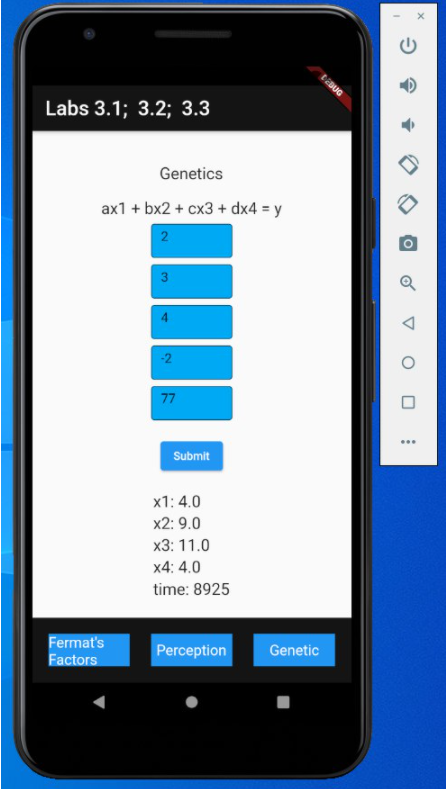 DEBUG
Labs 3.1; 3.2; 3.3
Genetics
ax1 + bx2 + cx3 + dx4 = y
2
3
4
-2
77
Submit
x1: 4.0
x2: 9.0
x3: 11.0
x4: 4.0
time: 8925
Fermat's
Factors
Perception
Genetic